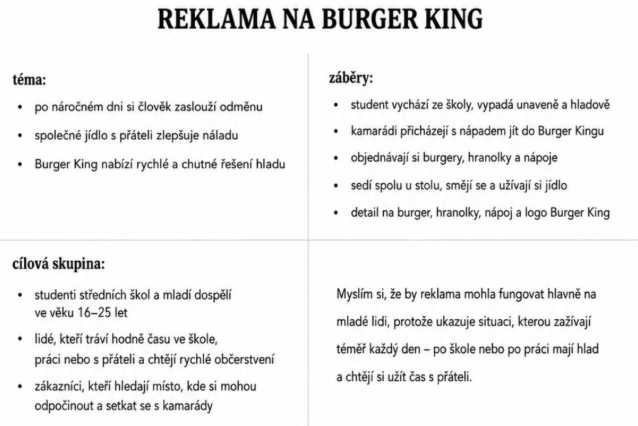 REKLAMA NA BURGER KING
téma:
• po náročném dni si člověk zaslouží odměnu
• společné jídlo s přáteli zlepšuje náladu
• Burger King nabízí rychlé a chutné řešení hladu
záběry:
• student vychází ze školy, vypadá unaveně a hladově
• kamarádi přicházejí s nápadem jít do Burger Kingu
• objednávají si burgery, hranolky a nápoje
• sedí spolu u stolu, smějí se a užívají si jídlo
• detail na burger, hranolky, nápoj a logo Burger King
cílová skupina:
• studenti středních škol a mladí dospělí
ve věku 16–25 let
• lidé, kteří tráví hodně času ve škole,
práci nebo s přáteli a chtějí rychlé občerstvení
• zákazníci, kteří hledají místo, kde si mohou
odpočinout a setkat se s kamarády
Myslím si, že by reklama mohla fungovat hlavně na
mladé lidi, protože ukazuje situaci, kterou zažívají
téměř každý den – po škole nebo po práci mají hlad
a chtějí si užít čas s přáteli.